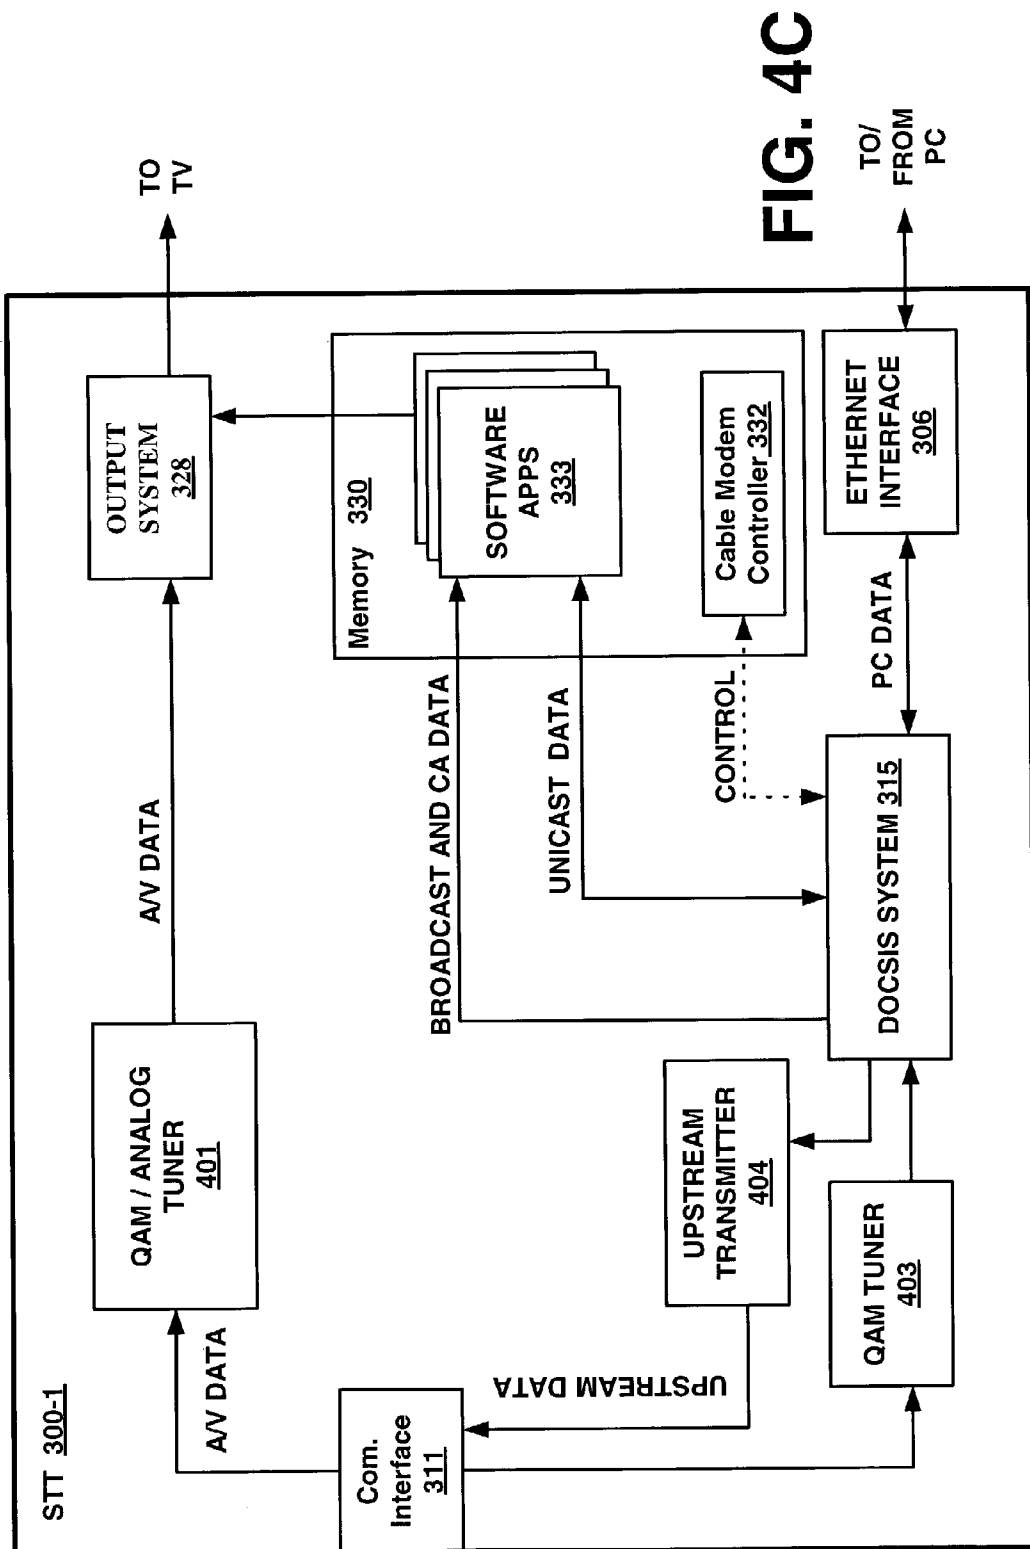 STT 300-1
A/V DATA
QAM / ANALOG
TUNER
401
A/V DATA
OUTPUT
SYSTEM
328
TO
TV
Com.
Interface
311
UPSTREAM DATA
UPSTREAM
TRANSMITTER
404
QAM TUNER
403
BROADCAST AND CA DATA
UNICAST DATA
CONTROL
DOCSIS SYSTEM 315
PC DATA
Memory 330
SOFTWARE
APPS
333
Cable Modem
Controller 332
ETHERNET
INTERFACE
306
TO/
FROM
PC
FIG. 4C